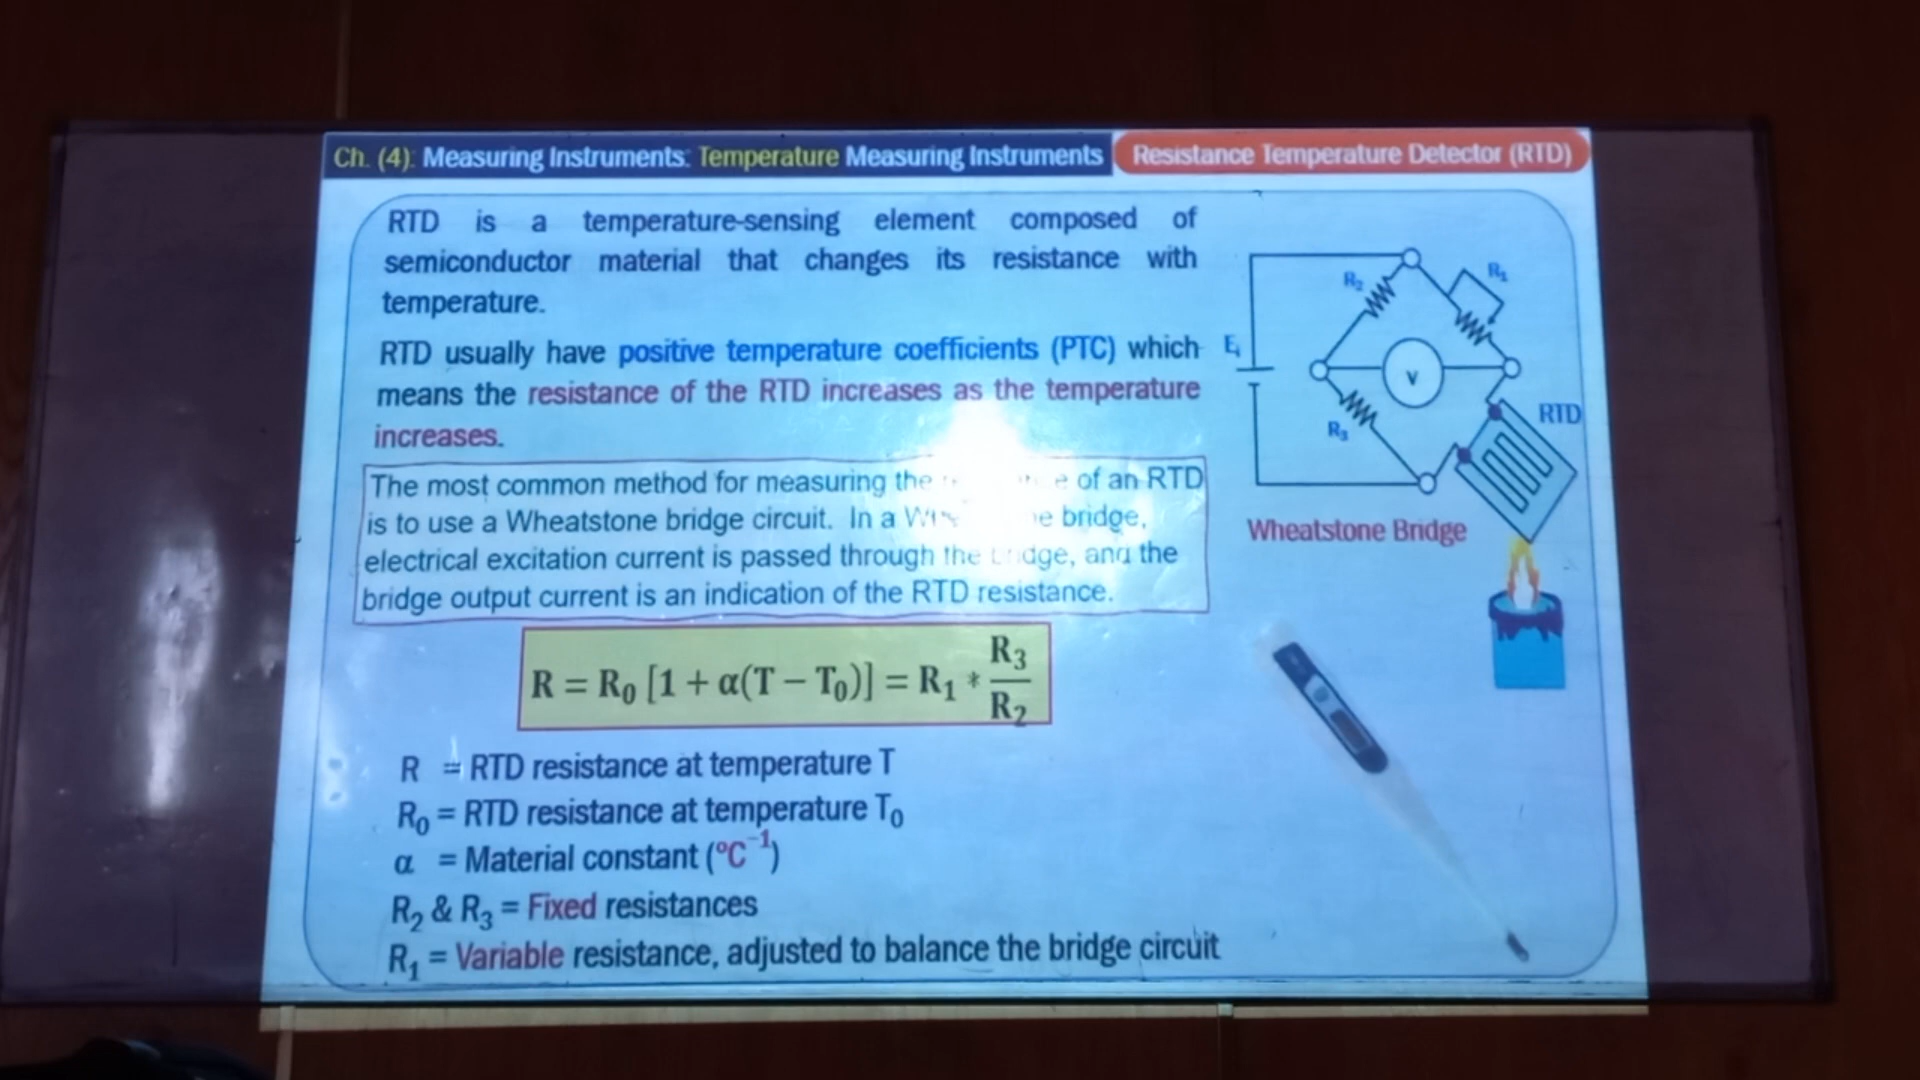 Ch. (4): Measuring Instruments: Temperature Measuring Instruments
Resistance Temperature Detector (RTD)
RTD is a temperature-sensing element composed of
semiconductor material that changes its resistance with
temperature.
RTD usually have positive temperature coefficients (PTC) which
means the resistance of the RTD increases as the temperature
increases.
The most common method for measuring the of an RTD
is to use a Wheatstone bridge circuit. In a bridge,
electrical excitation current is passed through the bridge, and the
bridge output current is an indication of the RTD resistance.
R = R₀ [1 + α(T − T₀)] = R₁ * R₃/R₂
R = RTD resistance at temperature T
R₀ = RTD resistance at temperature T₀
α = Material constant (°C⁻¹)
R₂ & R₃ = Fixed resistances
R₁ = Variable resistance, adjusted to balance the bridge circuit
R₂
R₁
Eᵢ
V
R₃
RTD
Wheatstone Bridge